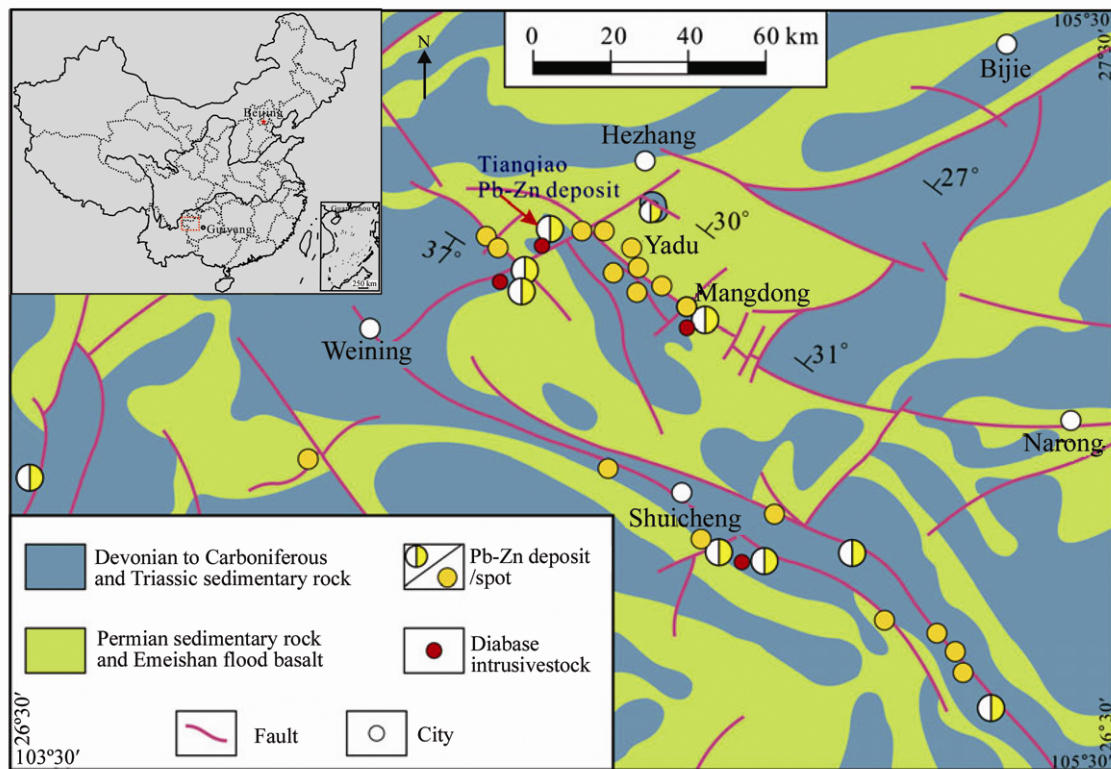 Beijing
Guiyang
Guangzhou
250 km
N
0 20 40 60 km
105°30′
27°30′
Bijie
Hezhang
Tianqiao
Pb-Zn deposit
27°
30°
37°
Yadu
Mangdong
Weining
31°
Narong
Shuicheng
Devonian to Carboniferous
and Triassic sedimentary rock
Pb-Zn deposit
/spot
Permian sedimentary rock
and Emeishan flood basalt
Diabase
intrusivestock
Fault
City
26°30′
103°30′
26°30′
105°30′